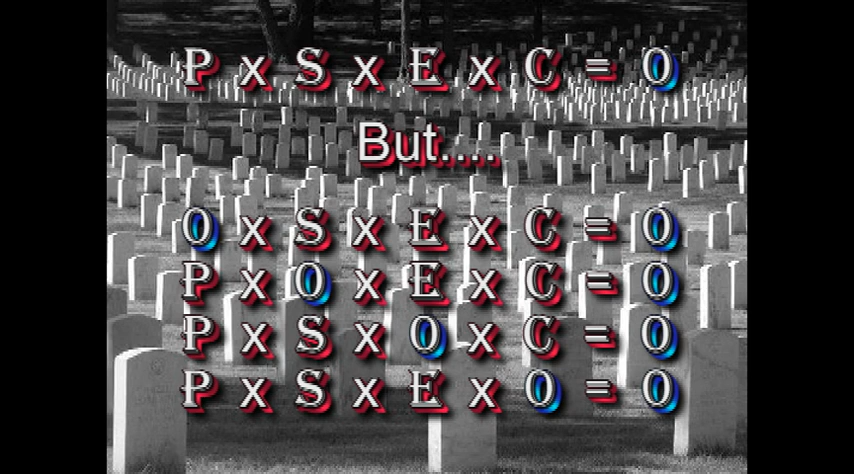 P x S x E x C = 0
But....
0 x S x E x C = 0
P x 0 x E x C = 0
P x S x 0 x C = 0
P x S x E x 0 = 0